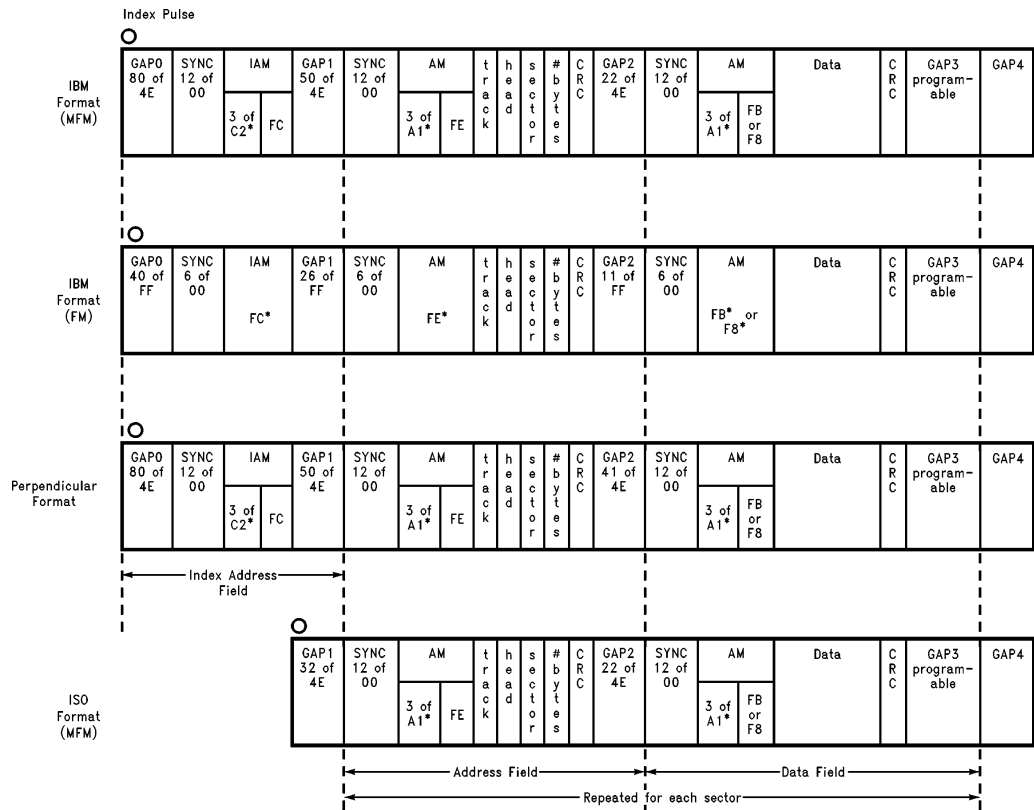 Index Pulse
IBM
Format
(MFM)
GAP0
80 of
4E
SYNC
12 of
00
IAM
3 of
C2*
FC
GAP1
50 of
4E
SYNC
12 of
00
AM
3 of
A1*
FE
track
head
sector
#bytes
CRC
GAP2
22 of
4E
SYNC
12 of
00
AM
3 of
A1*
FB
or
F8
Data
CRC
GAP3
program-
able
GAP4
IBM
Format
(FM)
GAP0
40 of
FF
SYNC
6 of
00
IAM
FC*
GAP1
26 of
FF
SYNC
6 of
00
AM
FE*
track
head
sector
#bytes
CRC
GAP2
11 of
FF
SYNC
6 of
00
AM
FB* or
F8*
Data
CRC
GAP3
program-
able
GAP4
Perpendicular
Format
GAP0
80 of
4E
SYNC
12 of
00
IAM
3 of
C2*
FC
GAP1
50 of
4E
SYNC
12 of
00
AM
3 of
A1*
FE
track
head
sector
#bytes
CRC
GAP2
41 of
4E
SYNC
12 of
00
AM
3 of
A1*
FB
or
F8
Data
CRC
GAP3
program-
able
GAP4
Index Address
Field
ISO
Format
(MFM)
GAP1
32 of
4E
SYNC
12 of
00
AM
3 of
A1*
FE
track
head
sector
#bytes
CRC
GAP2
22 of
4E
SYNC
12 of
00
AM
3 of
A1*
FB
or
F8
Data
CRC
GAP3
program-
able
GAP4
Address Field
Data Field
Repeated for each sector